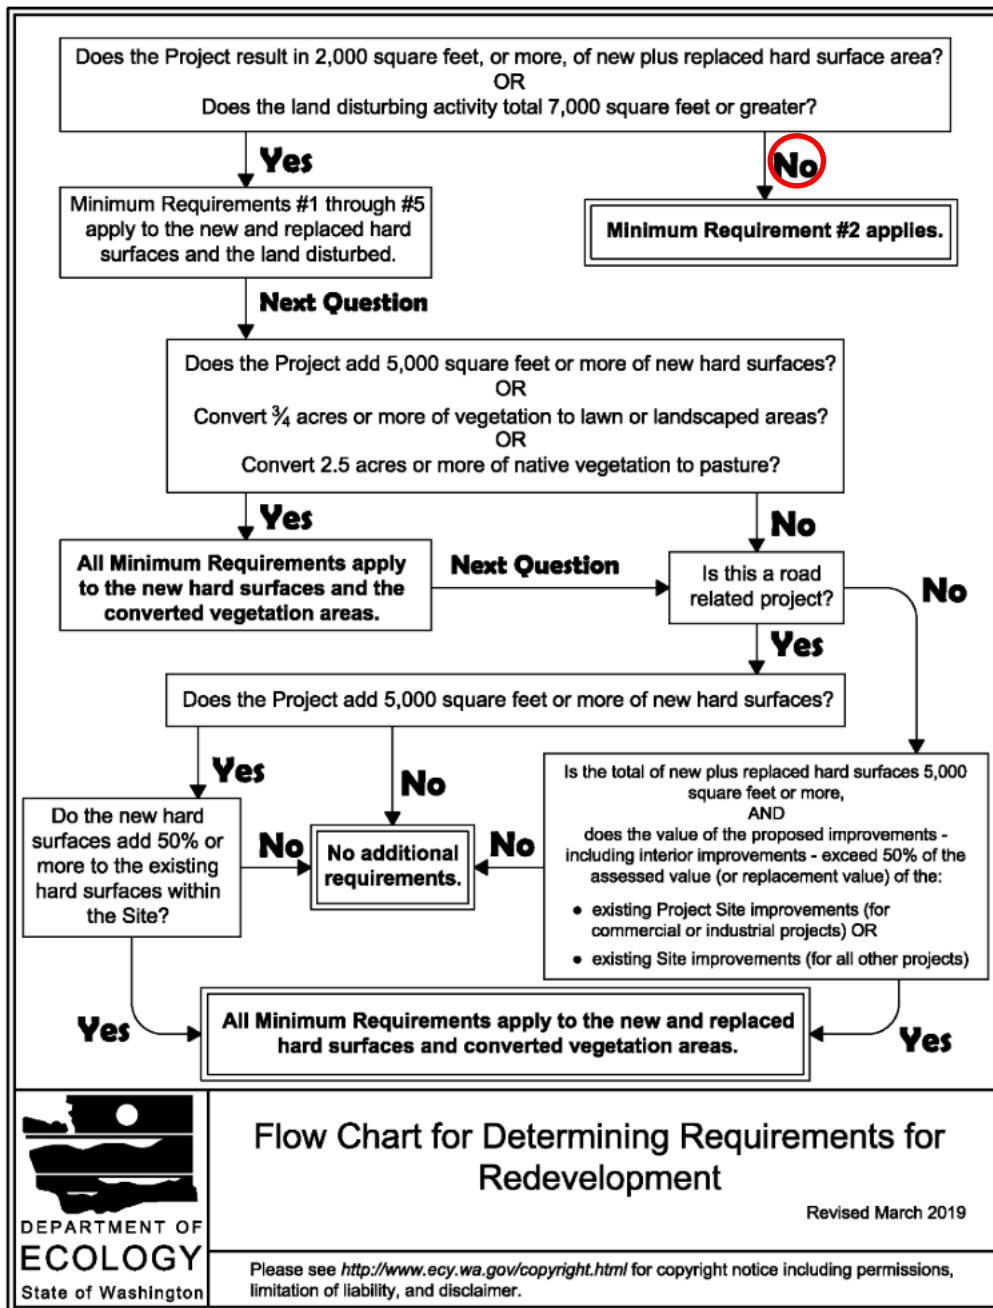 Does the Project result in 2,000 square feet, or more, of new plus replaced hard surface area?
OR
Does the land disturbing activity total 7,000 square feet or greater?
Yes
No
Minimum Requirements #1 through #5
apply to the new and replaced hard
surfaces and the land disturbed.
Minimum Requirement #2 applies.
Next Question
Does the Project add 5,000 square feet or more of new hard surfaces?
OR
Convert ¾ acres or more of vegetation to lawn or landscaped areas?
OR
Convert 2.5 acres or more of native vegetation to pasture?
Yes
No
All Minimum Requirements apply
to the new hard surfaces and the
converted vegetation areas.
Next Question
Is this a road
related project?
No
Yes
Does the Project add 5,000 square feet or more of new hard surfaces?
Yes
No
Do the new hard
surfaces add 50% or
more to the existing
hard surfaces within
the Site?
No
No additional
requirements.
No
Is the total of new plus replaced hard surfaces 5,000
square feet or more,
AND
does the value of the proposed improvements -
including interior improvements - exceed 50% of the
assessed value (or replacement value) of the:
• existing Project Site improvements (for
commercial or industrial projects) OR
• existing Site improvements (for all other projects)
Yes
All Minimum Requirements apply to the new and replaced
hard surfaces and converted vegetation areas.
Yes
DEPARTMENT OF
ECOLOGY
State of Washington
Flow Chart for Determining Requirements for
Redevelopment
Revised March 2019
Please see http://www.ecy.wa.gov/copyright.html for copyright notice including permissions,
limitation of liability, and disclaimer.